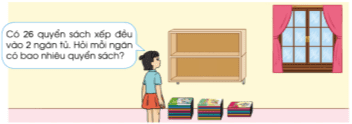 Có 26 quyển sách xếp đều
vào 2 ngăn tủ. Hỏi mỗi ngăn
có bao nhiêu quyển sách?